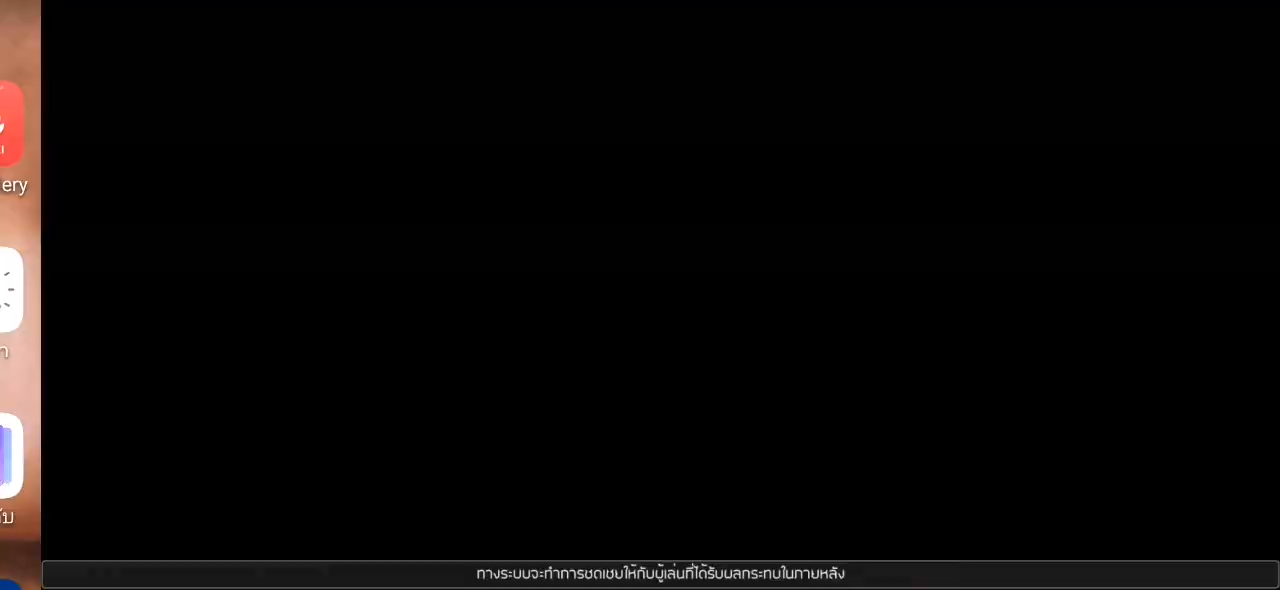 ery
า
ับ
ทางระบบจะทำการชดเชยให้กับผู้เล่นที่ได้รับผลกระทบในภายหลัง